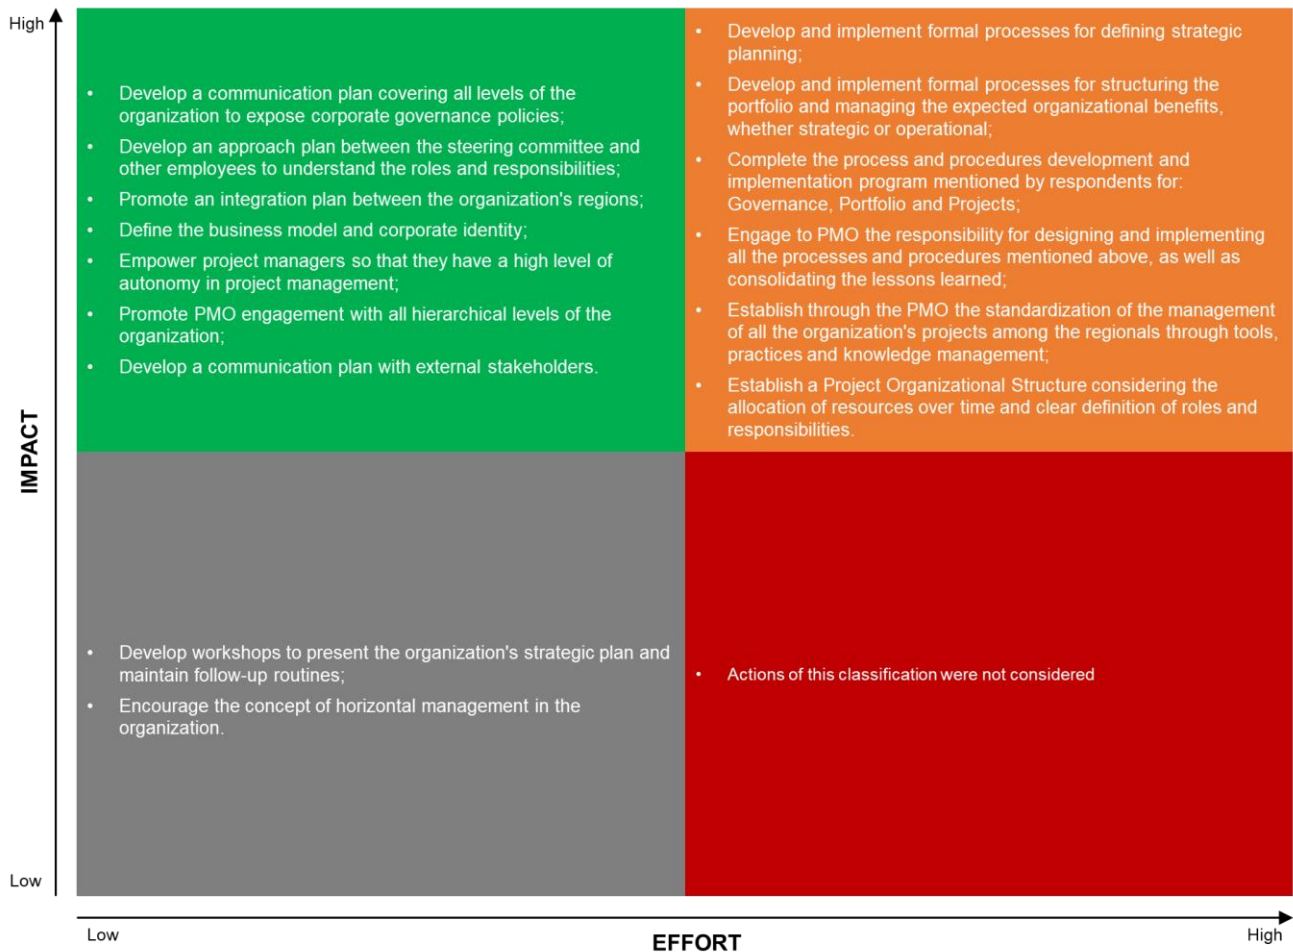 High
• Develop a communication plan covering all levels of the
organization to expose corporate governance policies;
• Develop an approach plan between the steering committee and
other employees to understand the roles and responsibilities;
• Promote an integration plan between the organization's regions;
• Define the business model and corporate identity;
• Empower project managers so that they have a high level of
autonomy in project management;
• Promote PMO engagement with all hierarchical levels of the
organization;
• Develop a communication plan with external stakeholders.
• Develop and implement formal processes for defining strategic
planning;
• Develop and implement formal processes for structuring the
portfolio and managing the expected organizational benefits,
whether strategic or operational;
• Complete the process and procedures development and
implementation program mentioned by respondents for:
Governance, Portfolio and Projects;
• Engage to PMO the responsibility for designing and implementing
all the processes and procedures mentioned above, as well as
consolidating the lessons learned;
• Establish through the PMO the standardization of the management
of all the organization's projects among the regionals through tools,
practices and knowledge management;
• Establish a Project Organizational Structure considering the
allocation of resources over time and clear definition of roles and
responsibilities.
IMPACT
• Develop workshops to present the organization's strategic plan and
maintain follow-up routines;
• Encourage the concept of horizontal management in the
organization.
• Actions of this classification were not considered
Low
Low
EFFORT
High